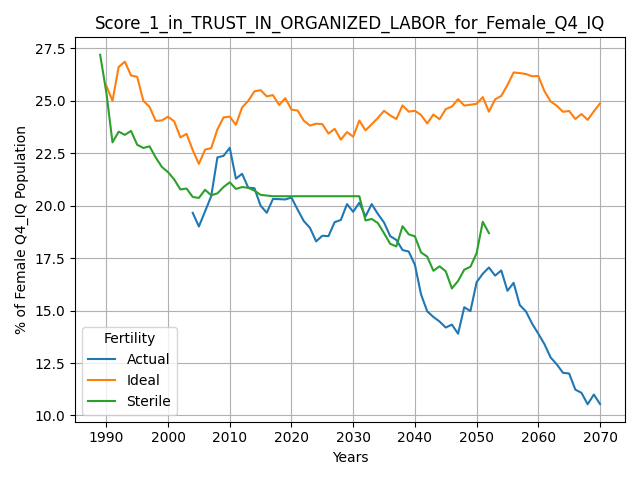 Score_1_in_TRUST_IN_ORGANIZED_LABOR_for_Female_Q4_IQ
% of Female Q4_IQ Population
27.5
25.0
22.5
20.0
17.5
15.0
12.5
10.0
Fertility
Actual
Ideal
Sterile
1990 2000 2010 2020 2030 2040 2050 2060 2070
Years